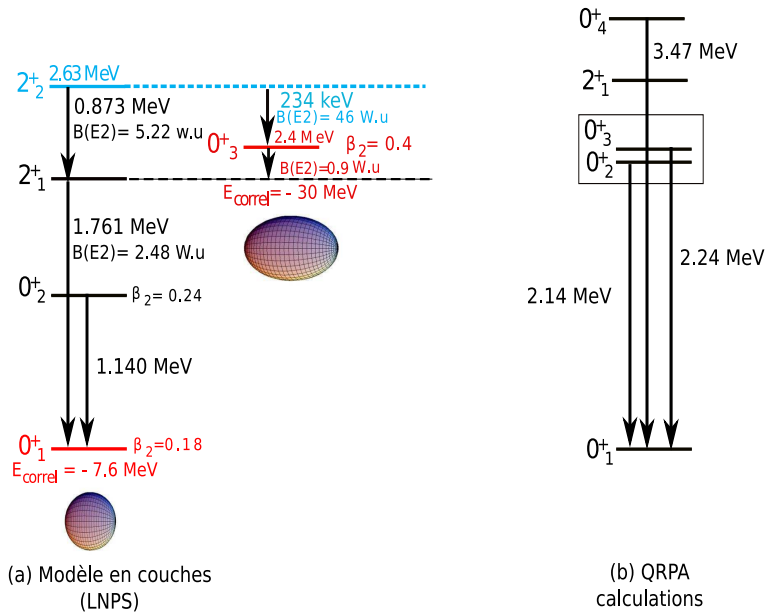 2⁺₂ 2.63 MeV
0.873 MeV
B(E2)= 5.22 w.u
234 keV
B(E2)= 46 W.u
0⁺₃ 2.4 MeV β₂= 0.4
B(E2)=0.9 W.u
2⁺₁
E_correl = - 30 MeV
1.761 MeV
B(E2)= 2.48 W.u
0⁺₂ β₂= 0.24
1.140 MeV
0⁺₁ β₂=0.18
E_correl = - 7.6 MeV
(a) Modèle en couches
(LNPS)
0⁺₄
3.47 MeV
2⁺₁
0⁺₃
0⁺₂
2.24 MeV
2.14 MeV
0⁺₁
(b) QRPA
calculations